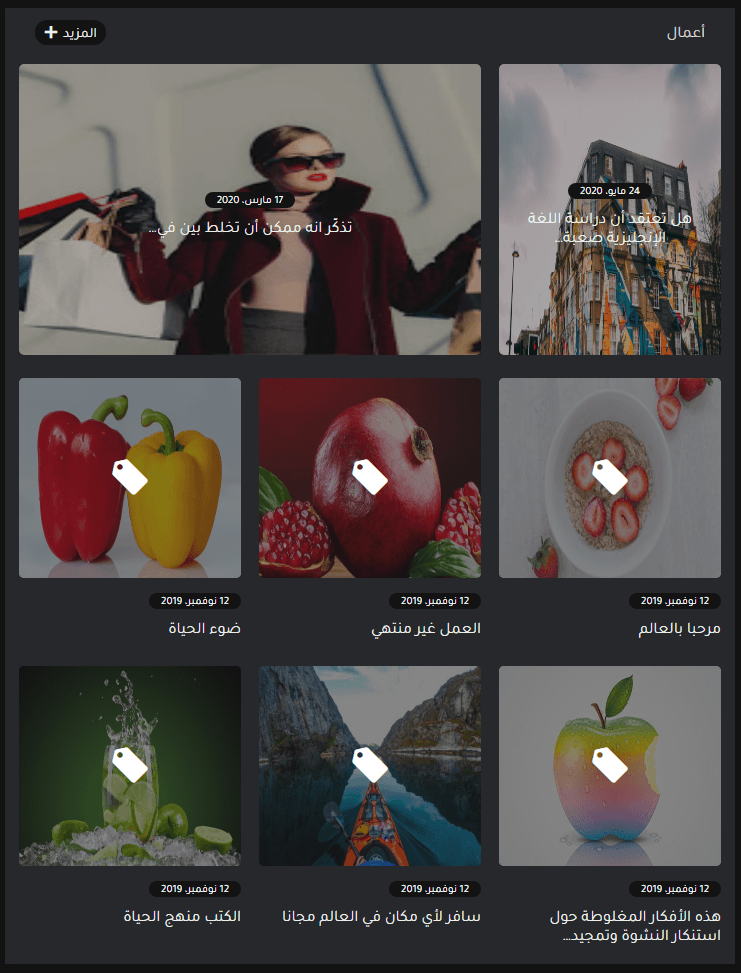 أعمال
المزيد +
24 مايو، 2020
هل تعتقد أن دراسة اللغة
الإنجليزية صعبة...
17 مارس، 2020
تذكّر انه ممكن أن تخلط بين في...
12 نوفمبر، 2019
مرحبا بالعالم
12 نوفمبر، 2019
العمل غير منتهي
12 نوفمبر، 2019
ضوء الحياة
12 نوفمبر، 2019
هذه الأفكار المغلوطة حول
استنكار النشوة وتمجيد...
12 نوفمبر، 2019
سافر لأي مكان في العالم مجانا
12 نوفمبر، 2019
الكتب منهج الحياة